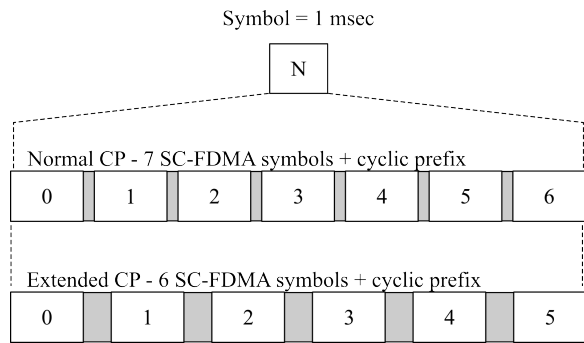 Symbol = 1 msec
N
Normal CP - 7 SC-FDMA symbols + cyclic prefix
0 1 2 3 4 5 6
Extended CP - 6 SC-FDMA symbols + cyclic prefix
0 1 2 3 4 5